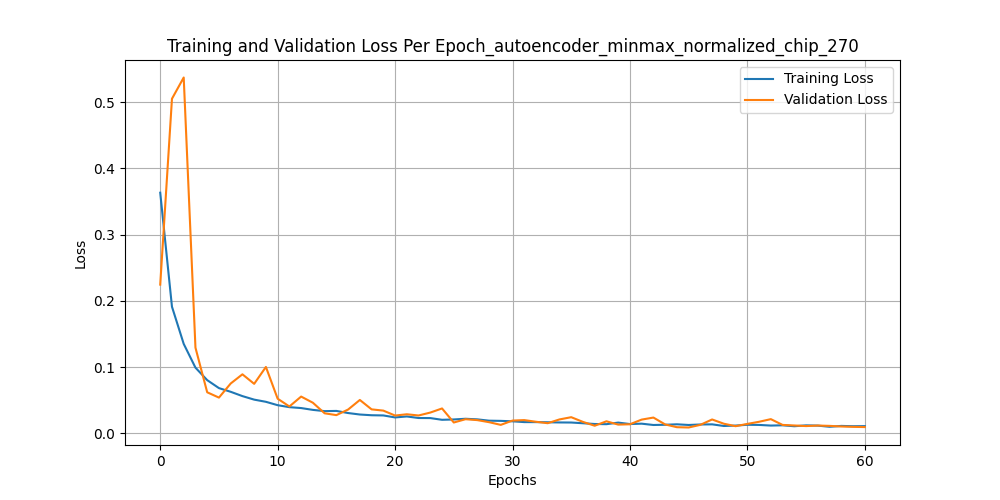 Training and Validation Loss Per Epoch_autoencoder_minmax_normalized_chip_270
Training Loss
Validation Loss
Loss
0.5
0.4
0.3
0.2
0.1
0.0
0 10 20 30 40 50 60
Epochs